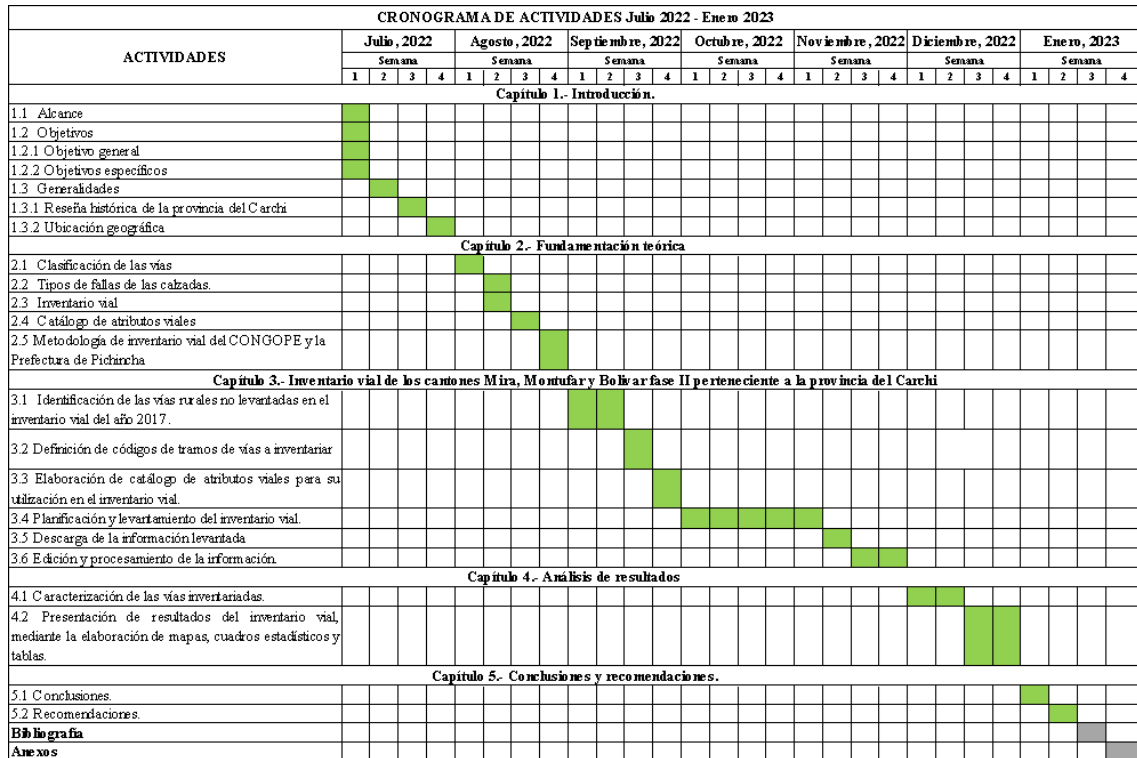 CRONOGRAMA DE ACTIVIDADES Julio 2022 - Enero 2023
ACTIVIDADES
Julio, 2022 Agosto, 2022 Septiembre, 2022 Octubre, 2022 Noviembre, 2022 Diciembre, 2022 Enero, 2023
Semana Semana Semana Semana Semana Semana Semana
1 2 3 4 1 2 3 4 1 2 3 4 1 2 3 4 1 2 3 4 1 2 3 4 1 2 3 4
Capítulo 1.- Introducción.
1.1 Alcance
1.2 Objetivos
1.2.1 Objetivo general
1.2.2 Objetivos específicos
1.3 Generalidades
1.3.1 Reseña histórica de la provincia del Carchi
1.3.2 Ubicación geográfica
Capítulo 2.- Fundamentación teórica
2.1 Clasificación de las vías
2.2 Tipos de fallas de las calzadas.
2.3 Inventario vial
2.4 Catálogo de atributos viales
2.5 Metodología de inventario vial del CONGOPE y la
Prefectura de Pichincha
Capítulo 3.- Inventario vial de los cantones Mira, Montufar y Bolivar fase II perteneciente a la provincia del Carchi
3.1 Identificación de las vías rurales no levantadas en el
inventario vial del año 2017.
3.2 Definición de códigos de tramos de vías a inventariar
3.3 Elaboración de catálogo de atributos viales para su
utilización en el inventario vial.
3.4 Planificación y levantamiento del inventario vial.
3.5 Descarga de la información levantada
3.6 Edición y procesamiento de la información.
Capítulo 4.- Análisis de resultados
4.1 Caracterización de las vías inventariadas.
4.2 Presentación de resultados del inventario vial,
mediante la elaboración de mapas, cuadros estadísticos y
tablas.
Capítulo 5.- Conclusiones y recomendaciones.
5.1 Conclusiones.
5.2 Recomendaciones.
Bibliografía
Anexos